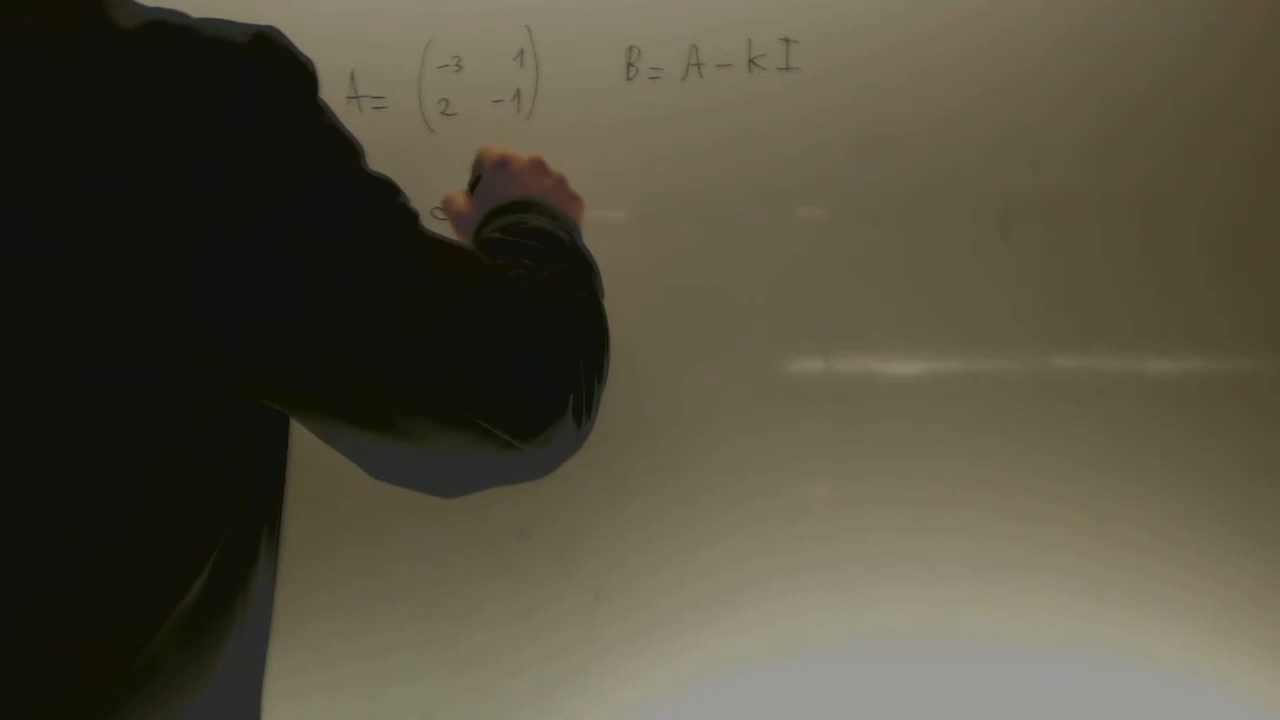 A = (-3 1
2 -1) B = A - kI